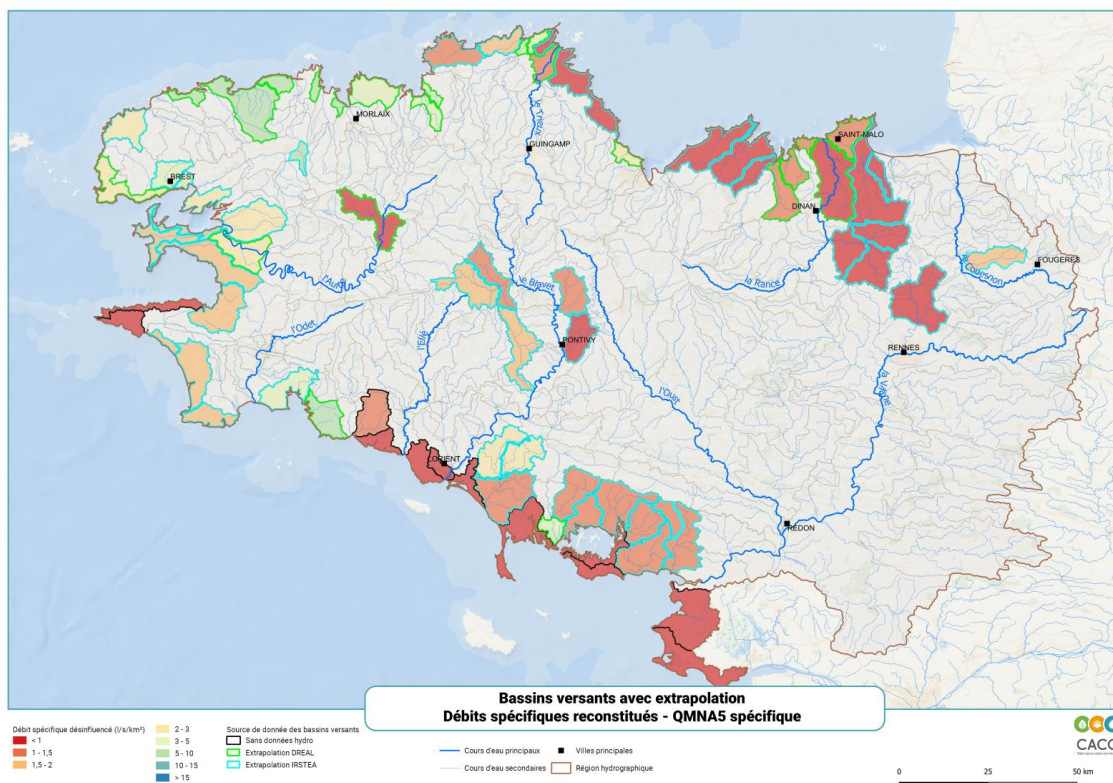 SAINT-MALO
MORLAIX
le Trieux
GUINGAMP
BREST
DINAN
FOUGERES
le Couesnon
l'Aulne
la Rance
le Blavet
l'Odet
l'Ellé
PONTIVY
RENNES
l'Oust
la Vilaine
LORIENT
REDON
Bassins versants avec extrapolation
Débits spécifiques reconstitués - QMNA5 spécifique
Débit spécifique désinfluencé (l/s/km²)
< 1
1 - 1,5
1,5 - 2
2 - 3
3 - 5
5 - 10
10 - 15
> 15
Source de donnée des bassins versants
Sans données hydro
Extrapolation DREAL
Extrapolation IRSTEA
Cours d'eau principaux
Cours d'eau secondaires
Villes principales
Région hydrographique
CACG
0 25 50 km